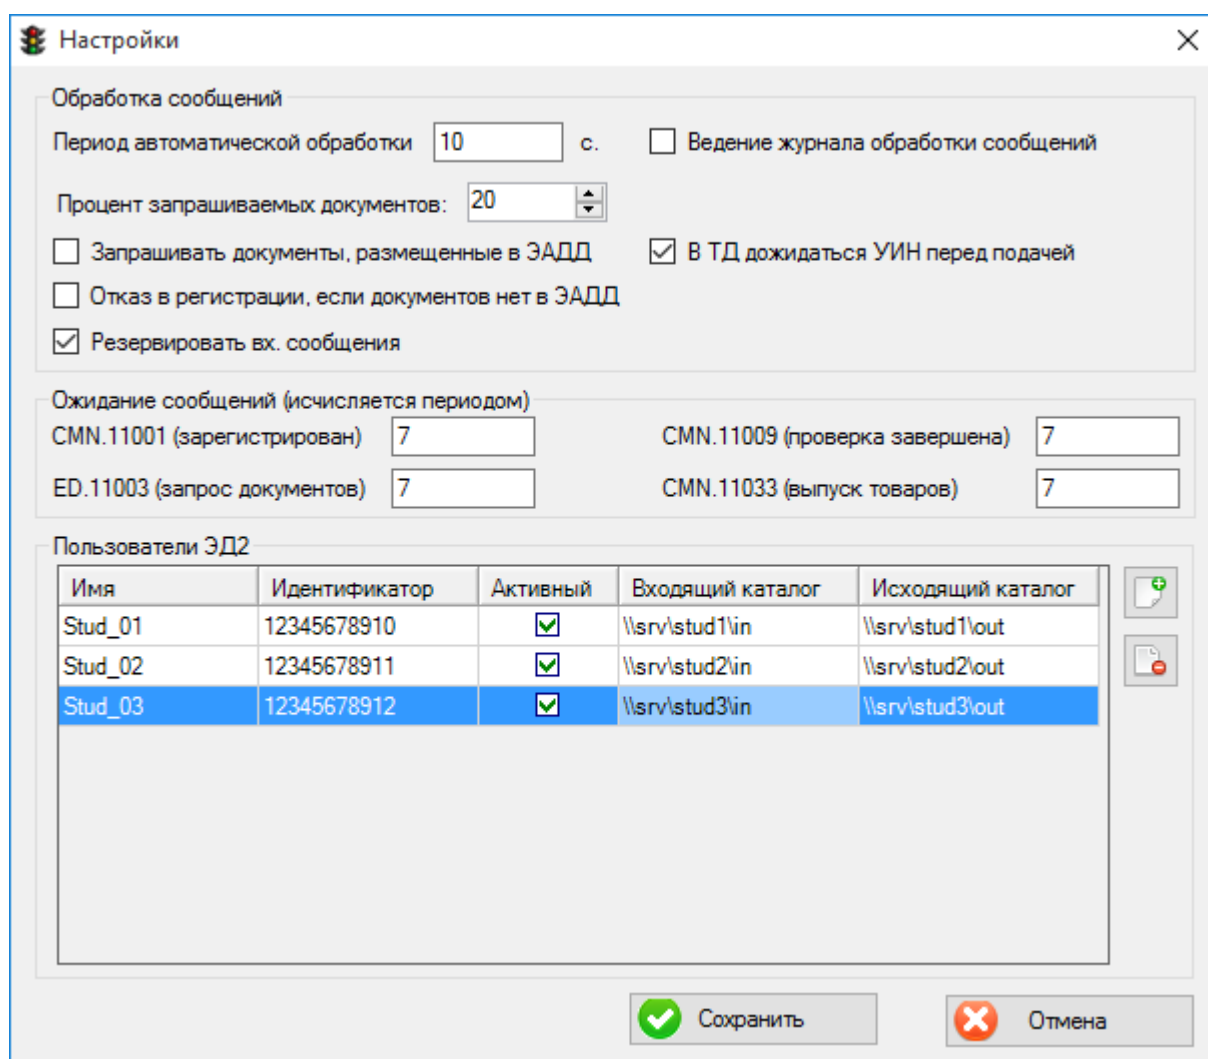 Настройки
Обработка сообщений
Период автоматической обработки 10 с. Ведение журнала обработки сообщений
Процент запрашиваемых документов: 20
Запрашивать документы, размещенные в ЭАДД В ТД дожидаться УИН перед подачей
Отказ в регистрации, если документов нет в ЭАДД
Резервировать вх. сообщения
Ожидание сообщений (исчисляется периодом)
CMN.11001 (зарегистрирован) 7 CMN.11009 (проверка завершена) 7
ED.11003 (запрос документов) 7 CMN.11033 (выпуск товаров) 7
Пользователи ЭД2
Имя Идентификатор Активный Входящий каталог Исходящий каталог
Stud_01 12345678910 \\srv\stud1\in \\srv\stud1\out
Stud_02 12345678911 \\srv\stud2\in \\srv\stud2\out
Stud_03 12345678912 \\srv\stud3\in \\srv\stud3\out
Сохранить Отмена